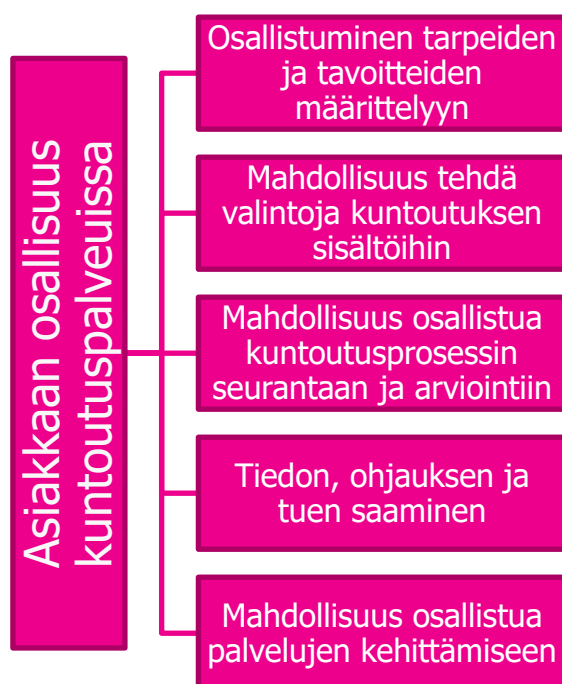 Asiakkaan osallisuus
kuntoutuspalveuissa
Osallistuminen tarpeiden
ja tavoitteiden
määrittelyyn
Mahdollisuus tehdä
valintoja kuntoutuksen
sisältöihin
Mahdollisuus osallistua
kuntoutusprosessin
seurantaan ja arviointiin
Tiedon, ohjauksen ja
tuen saaminen
Mahdollisuus osallistua
palvelujen kehittämiseen